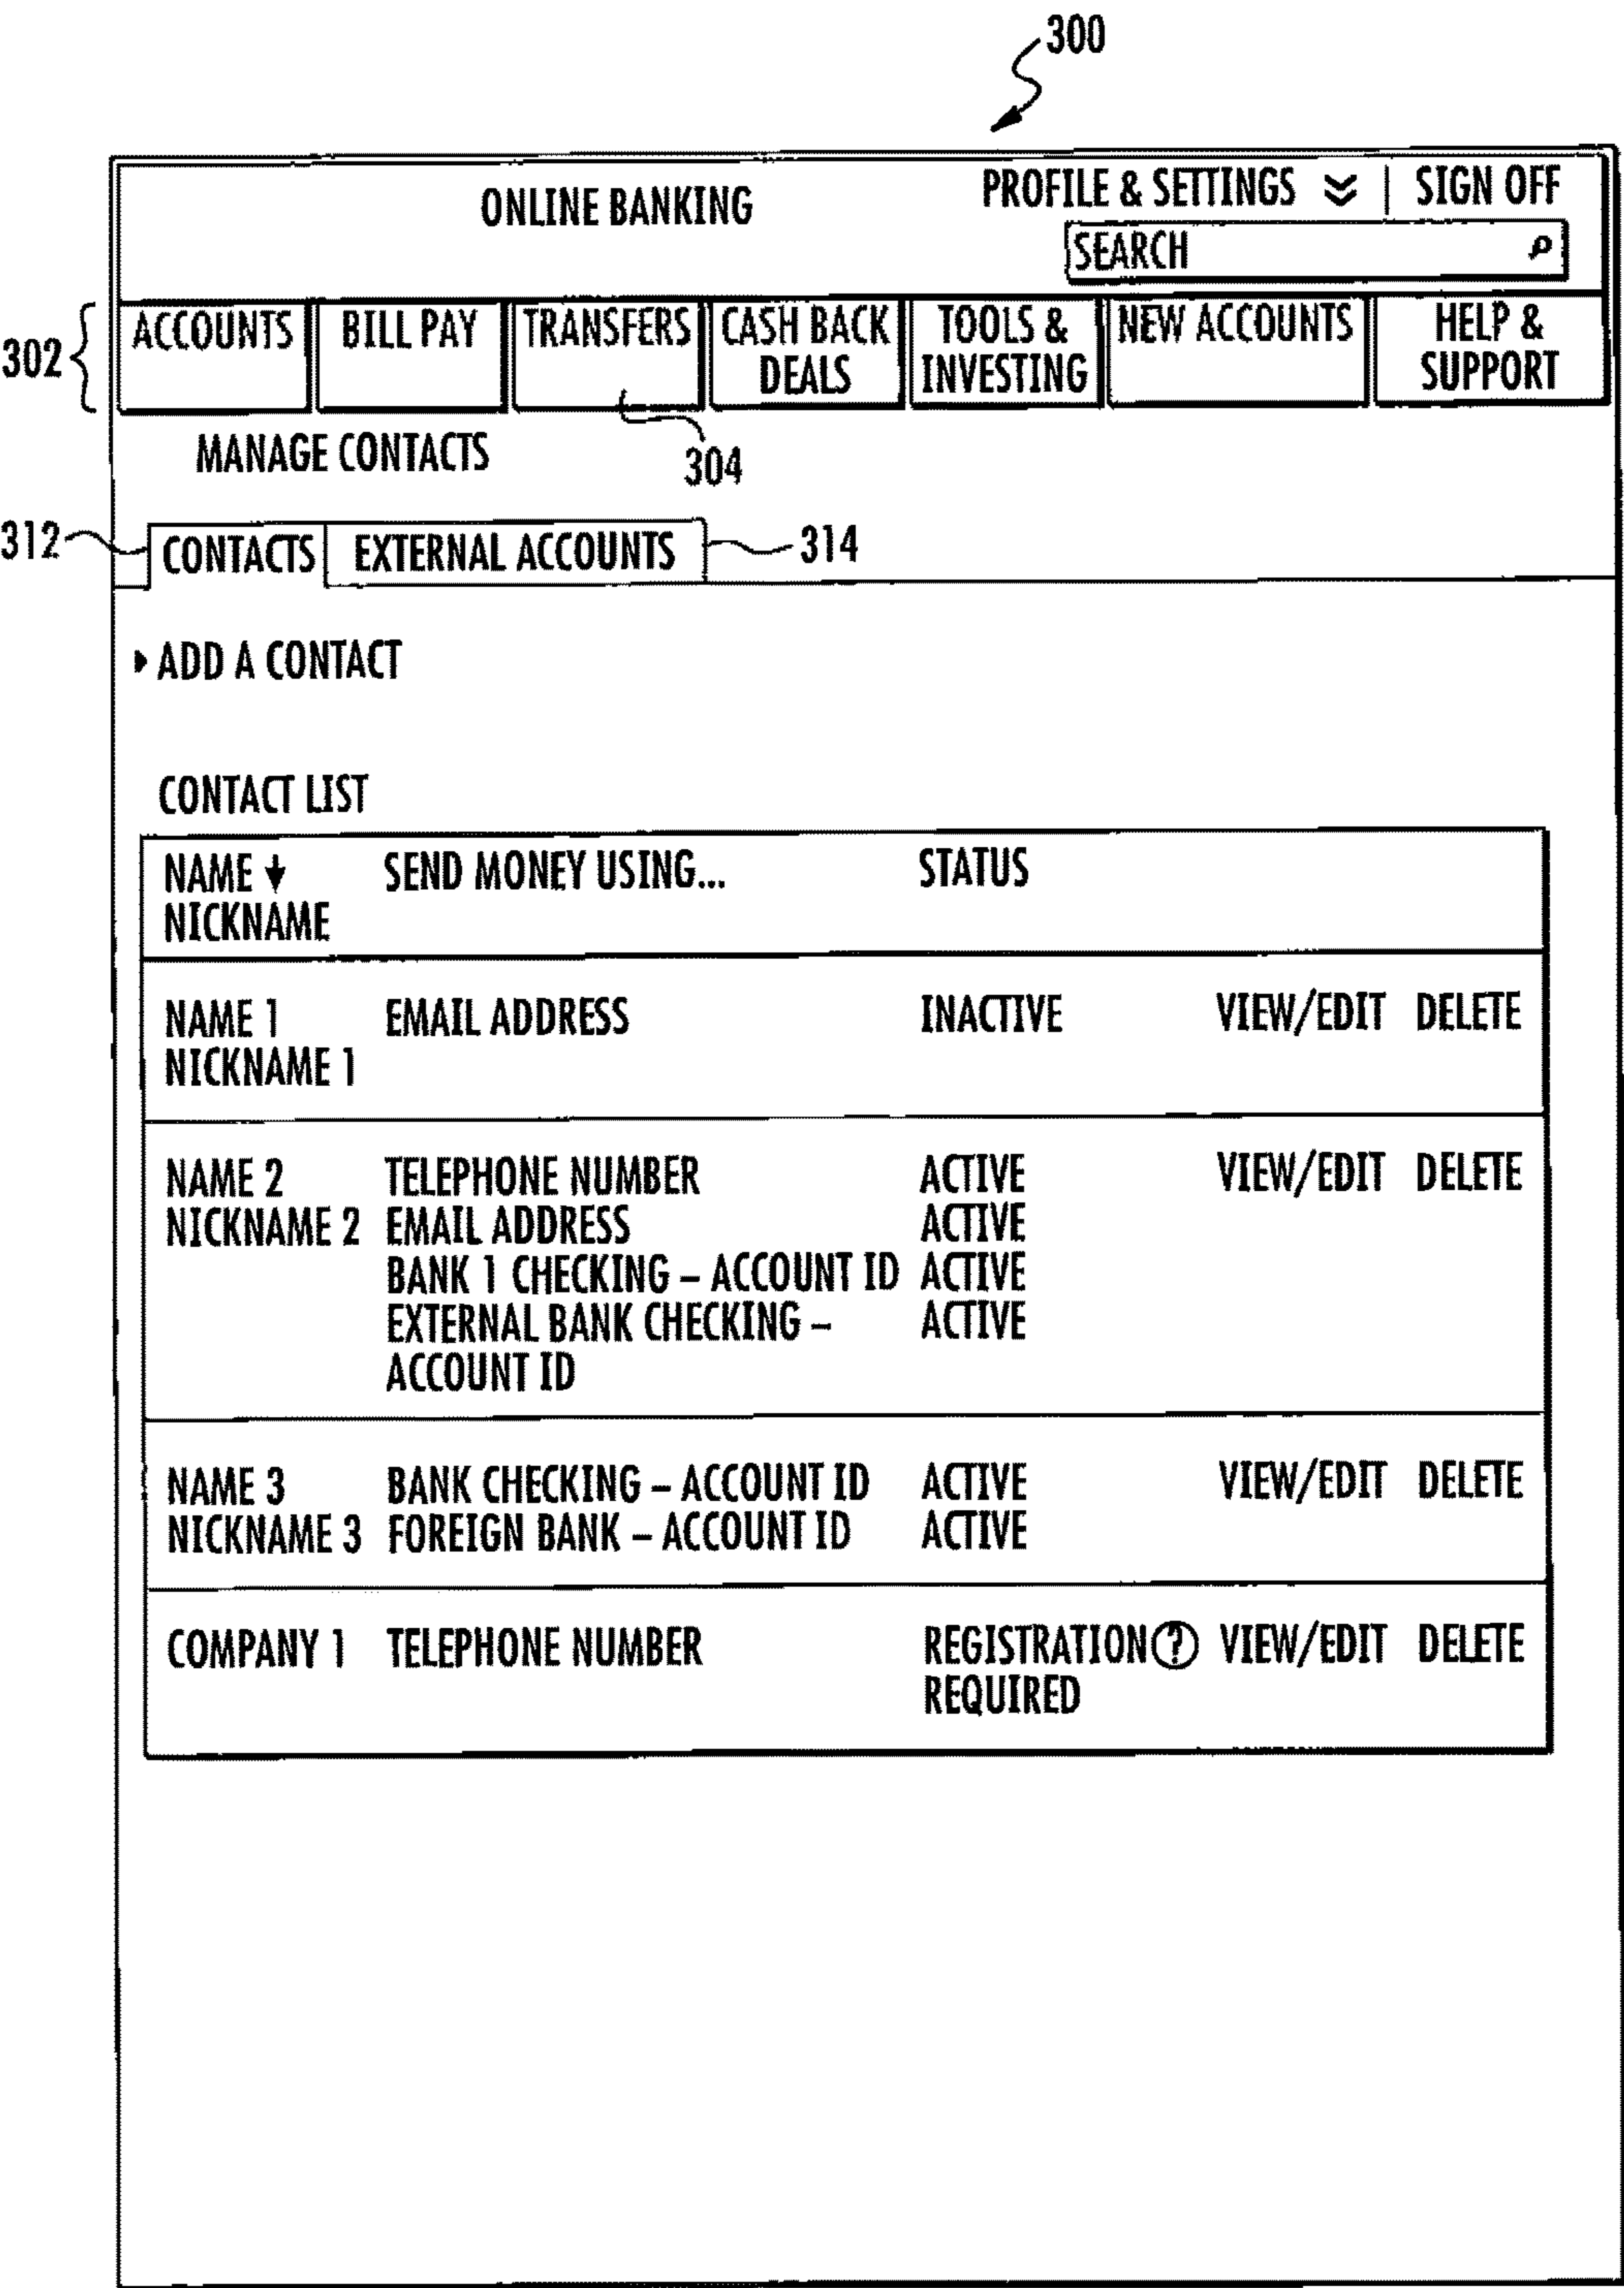 300
ONLINE BANKING
PROFILE & SETTINGS | SIGN OFF
SEARCH
302
ACCOUNTS BILL PAY TRANSFERS CASH BACK TOOLS & NEW ACCOUNTS HELP &
DEALS INVESTING SUPPORT
MANAGE CONTACTS
304
312 CONTACTS EXTERNAL ACCOUNTS 314
ADD A CONTACT
CONTACT LIST
NAME SEND MONEY USING... STATUS
NICKNAME
NAME 1 EMAIL ADDRESS INACTIVE VIEW/EDIT DELETE
NICKNAME 1
NAME 2 TELEPHONE NUMBER ACTIVE VIEW/EDIT DELETE
NICKNAME 2 EMAIL ADDRESS ACTIVE
BANK 1 CHECKING – ACCOUNT ID ACTIVE
EXTERNAL BANK CHECKING – ACTIVE
ACCOUNT ID
NAME 3 BANK CHECKING – ACCOUNT ID ACTIVE VIEW/EDIT DELETE
NICKNAME 3 FOREIGN BANK – ACCOUNT ID ACTIVE
COMPANY 1 TELEPHONE NUMBER REGISTRATION ? VIEW/EDIT DELETE
REQUIRED